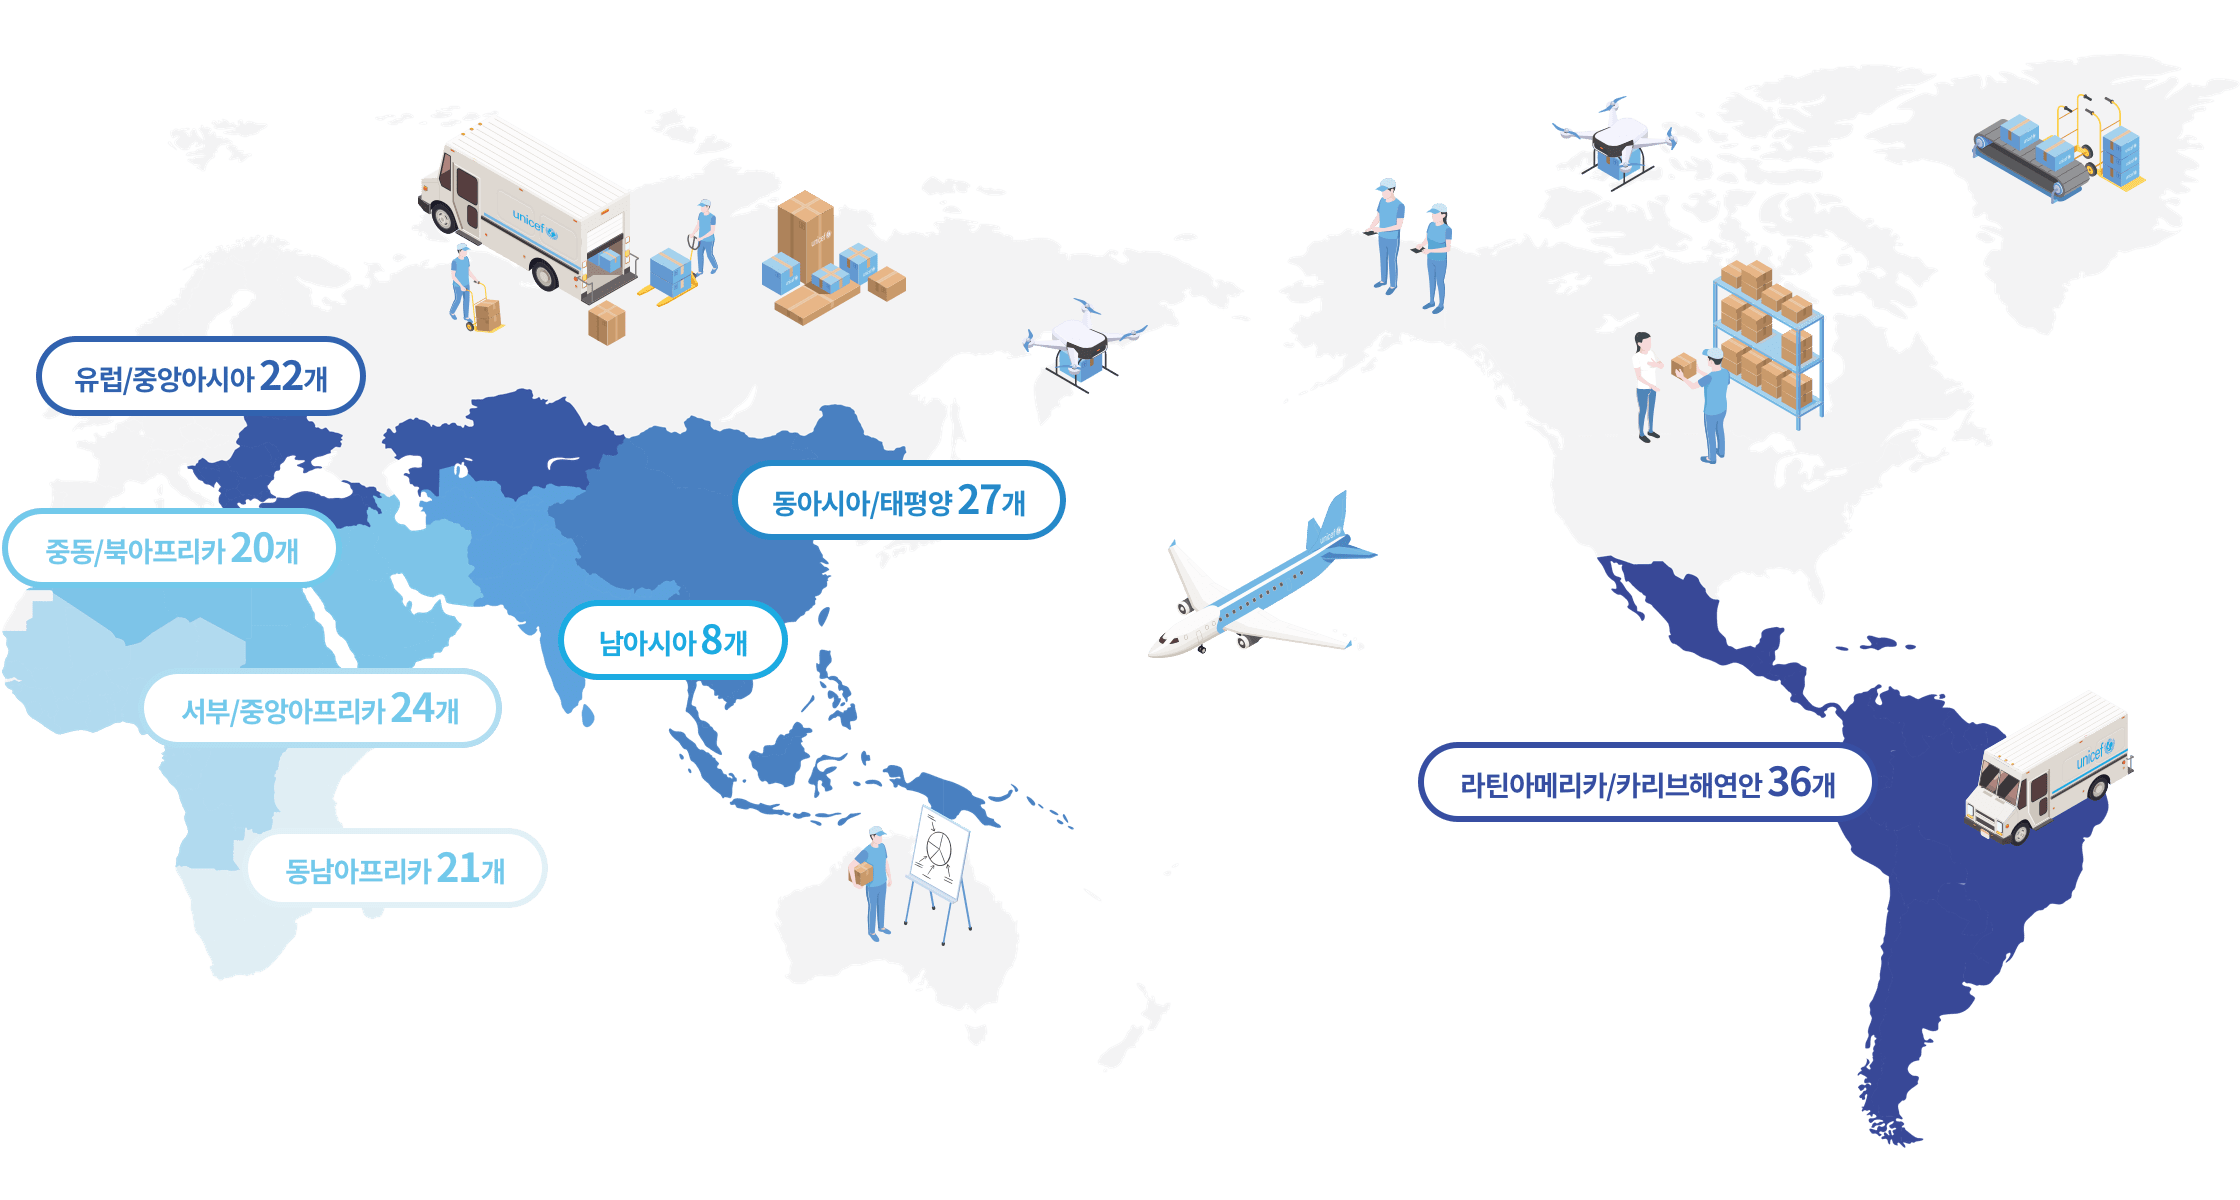 unicef
unicef
유럽/중앙아시아 22개
동아시아/태평양 27개
중동/북아프리카 20개
unicef
남아시아 8개
서부/중앙아프리카 24개
unicef
라틴아메리카/카리브해연안 36개
동남아프리카 21개